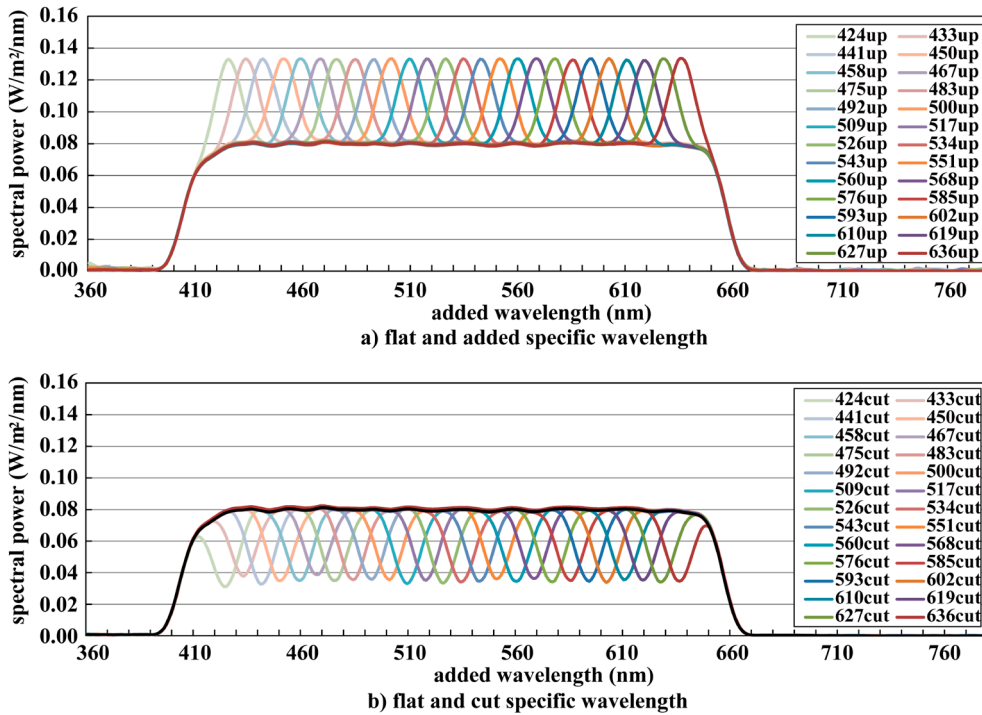 0.16
0.14
0.12
0.10
0.08
0.06
0.04
0.02
0.00
spectral power (W/m²/nm)
424up 433up
441up 450up
458up 467up
475up 483up
492up 500up
509up 517up
526up 534up
543up 551up
560up 568up
576up 585up
593up 602up
610up 619up
627up 636up
360 410 460 510 560 610 660 710 760
added wavelength (nm)
a) flat and added specific wavelength
0.16
0.14
0.12
0.10
0.08
0.06
0.04
0.02
0.00
spectral power (W/m²/nm)
424cut 433cut
441cut 450cut
458cut 467cut
475cut 483cut
492cut 500cut
509cut 517cut
526cut 534cut
543cut 551cut
560cut 568cut
576cut 585cut
593cut 602cut
610cut 619cut
627cut 636cut
360 410 460 510 560 610 660 710 760
added wavelength (nm)
b) flat and cut specific wavelength